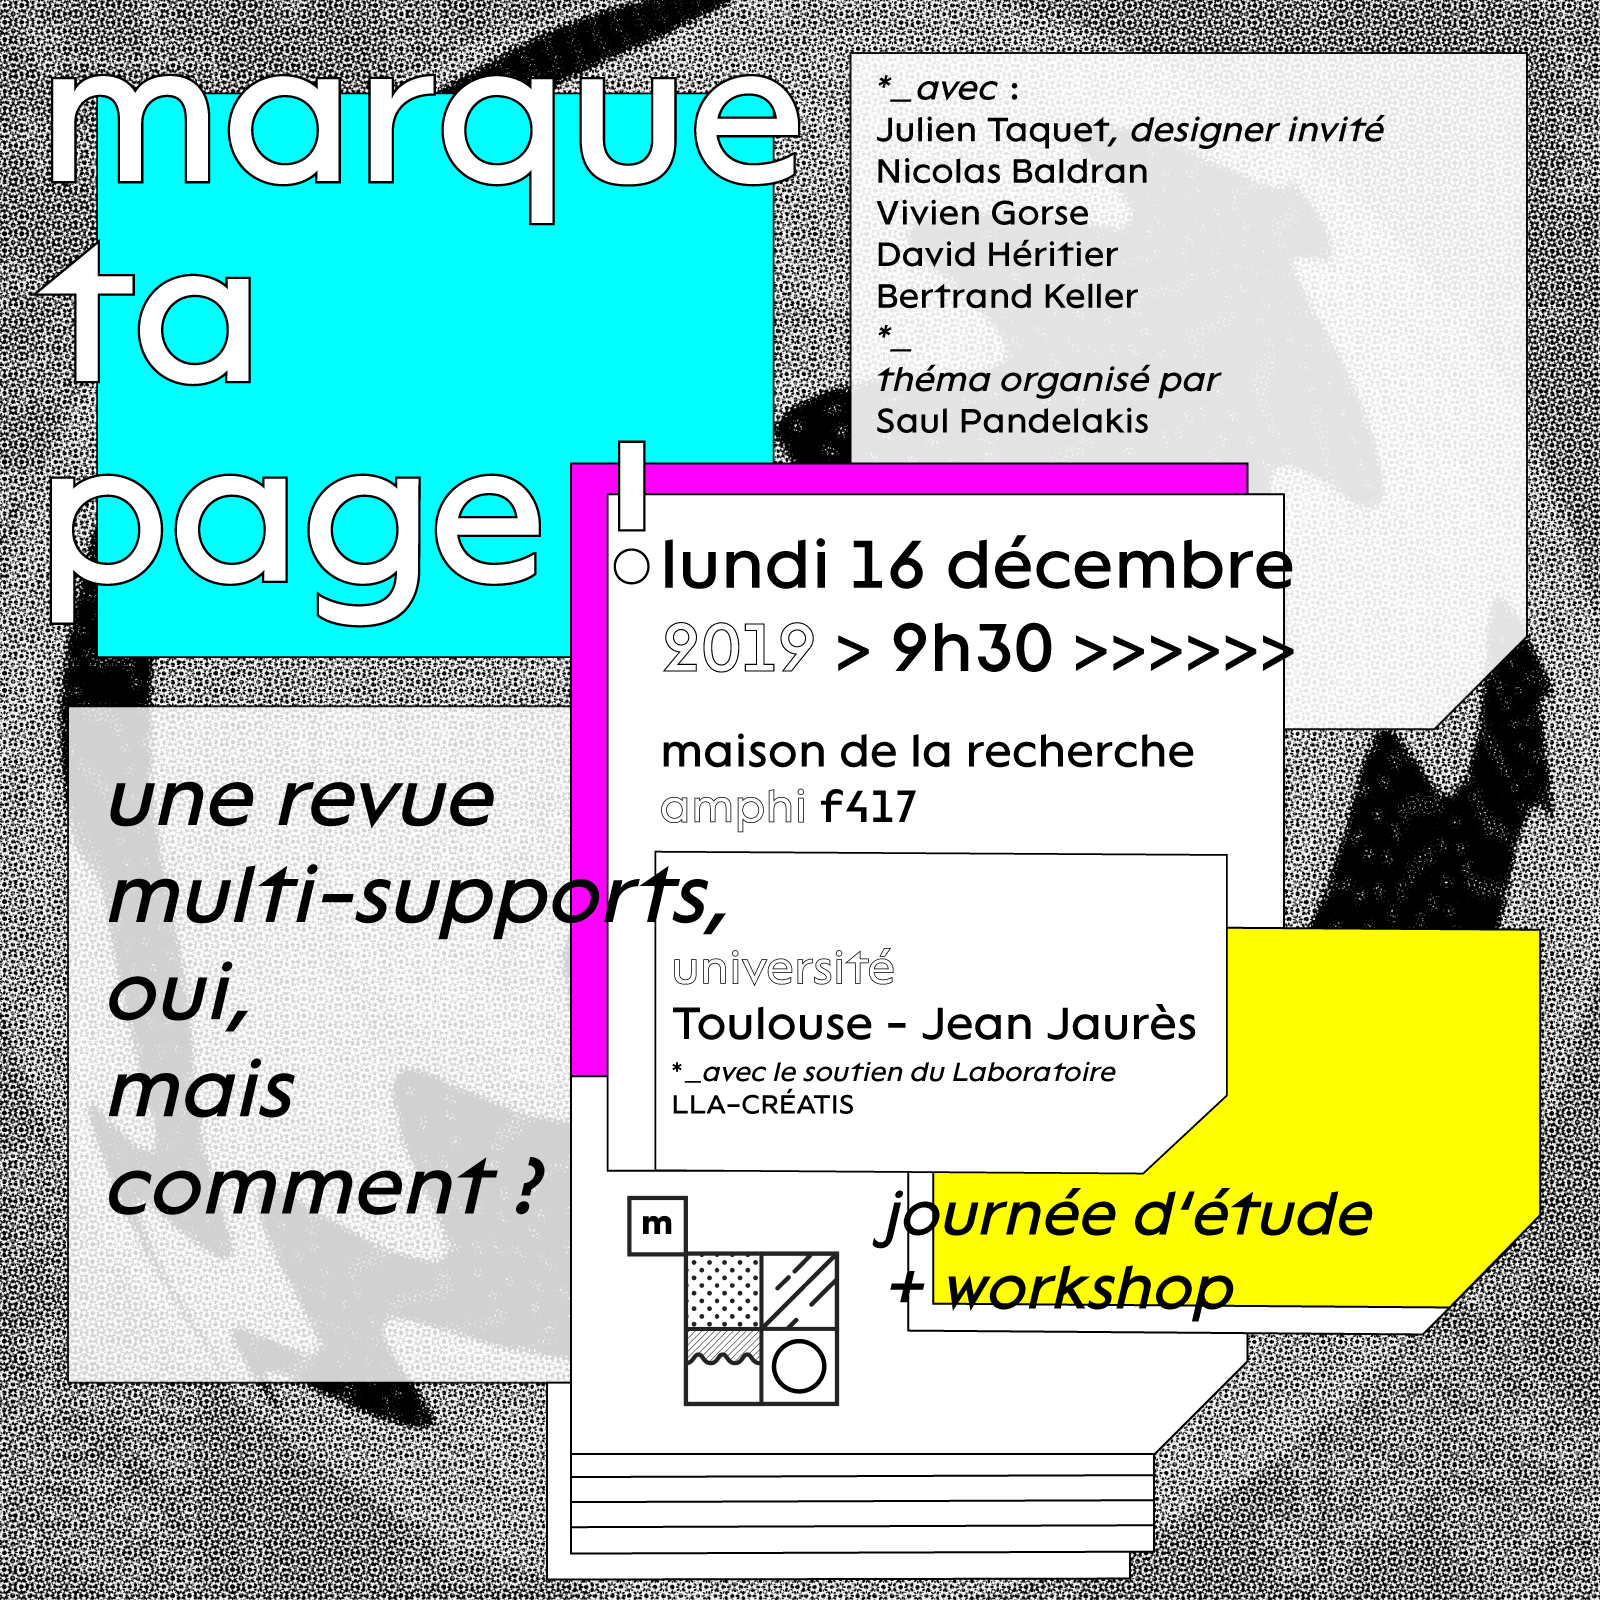 marque
ta
page !
*_avec :
Julien Taquet, designer invité
Nicolas Baldran
Vivien Gorse
David Héritier
Bertrand Keller
*_
théma organisé par
Saul Pandelakis
lundi 16 décembre
2019 > 9h30 >>>>>>
maison de la recherche
amphi f417
une revue
multi-supports,
oui,
mais
comment ?
université
Toulouse - Jean Jaurès
*_avec le soutien du Laboratoire
LLA-CRÉATIS
m
journée d'étude
+ workshop